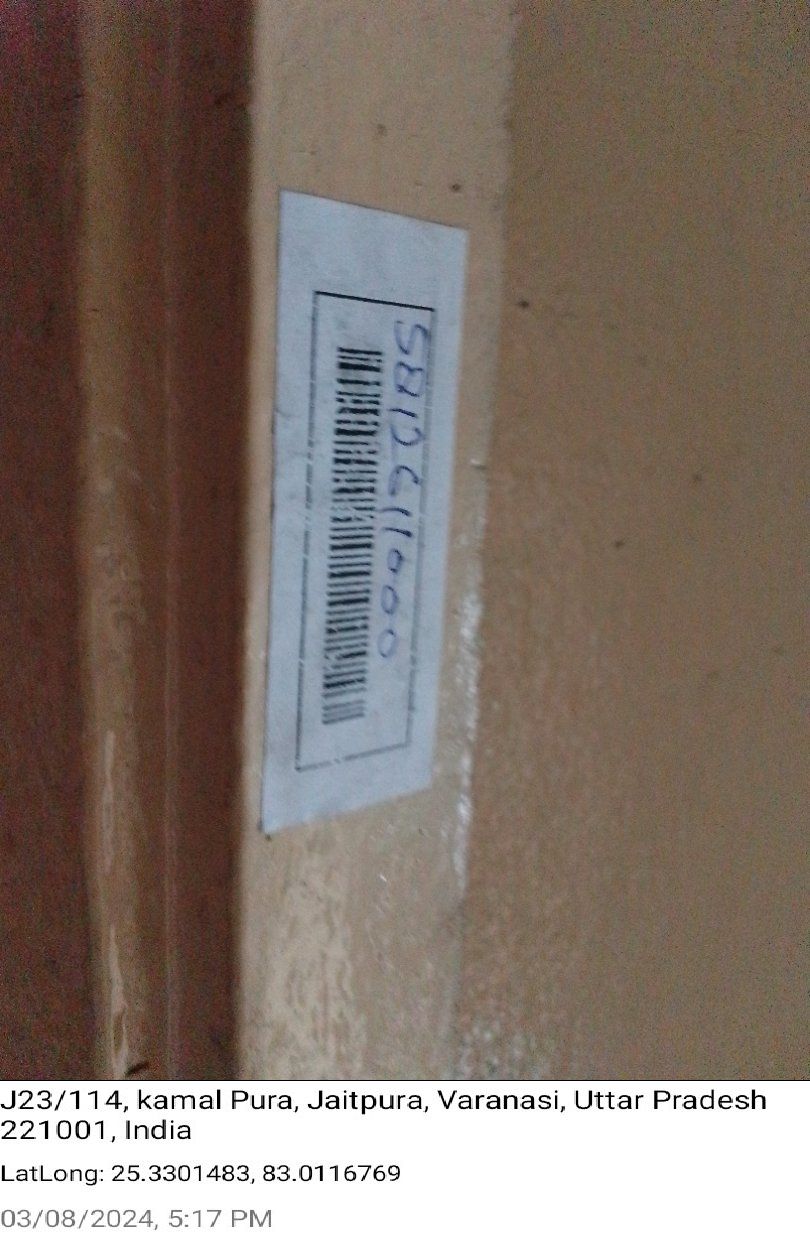 5812611000
J23/114, kamal Pura, Jaitpura, Varanasi, Uttar Pradesh
221001, India
LatLong: 25.3301483, 83.0116769
03/08/2024, 5:17 PM